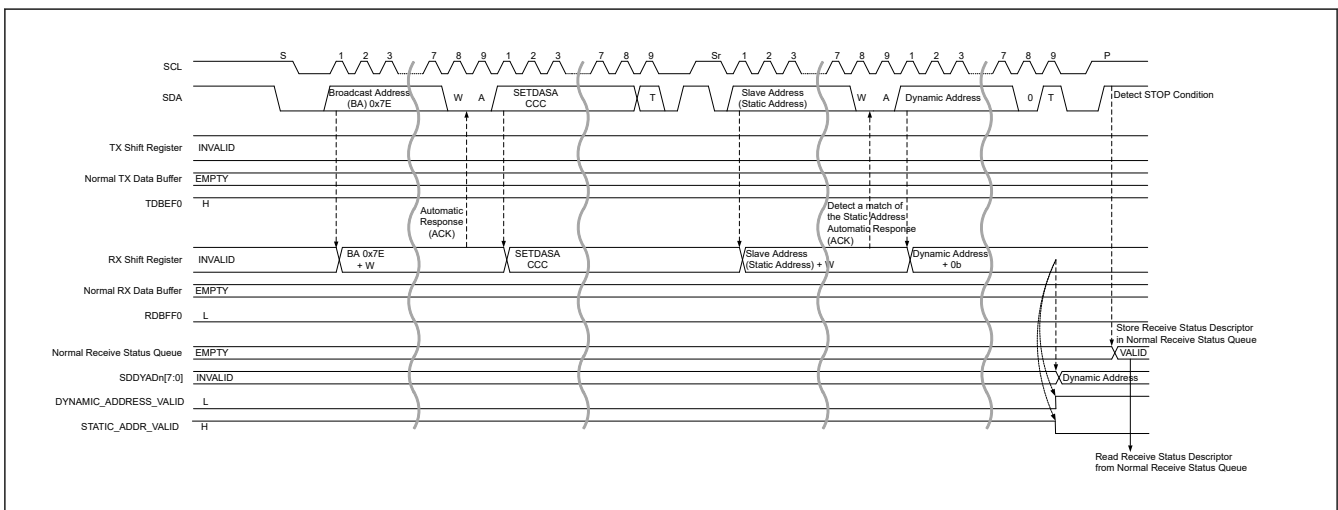 S 1 2 3 7 8 9 1 2 3 7 8 9 Sr 1 2 3 7 8 9 1 2 3 7 8 9 P
SCL
SDA Broadcast Address (BA) 0x7E W A SETDASA CCC T Slave Address (Static Address) W A Dynamic Address 0 T Detect STOP Condition
TX Shift Register INVALID
Normal TX Data Buffer EMPTY
TDBEF0 H
Automatic
Response
(ACK)
Detect a match of
the Static Address
Automatic Response
(ACK)
RX Shift Register INVALID BA 0x7E + W SETDASA CCC Slave Address (Static Address) + W Dynamic Address + 0b
Normal RX Data Buffer EMPTY
RDBFF0 L
Store Receive Status Descriptor
in Normal Receive Status Queue
Normal Receive Status Queue EMPTY VALID
SDDYADn[7:0] INVALID Dynamic Address
DYNAMIC_ADDRESS_VALID L
STATIC_ADDR_VALID H
Read Receive Status Descriptor
from Normal Receive Status Queue